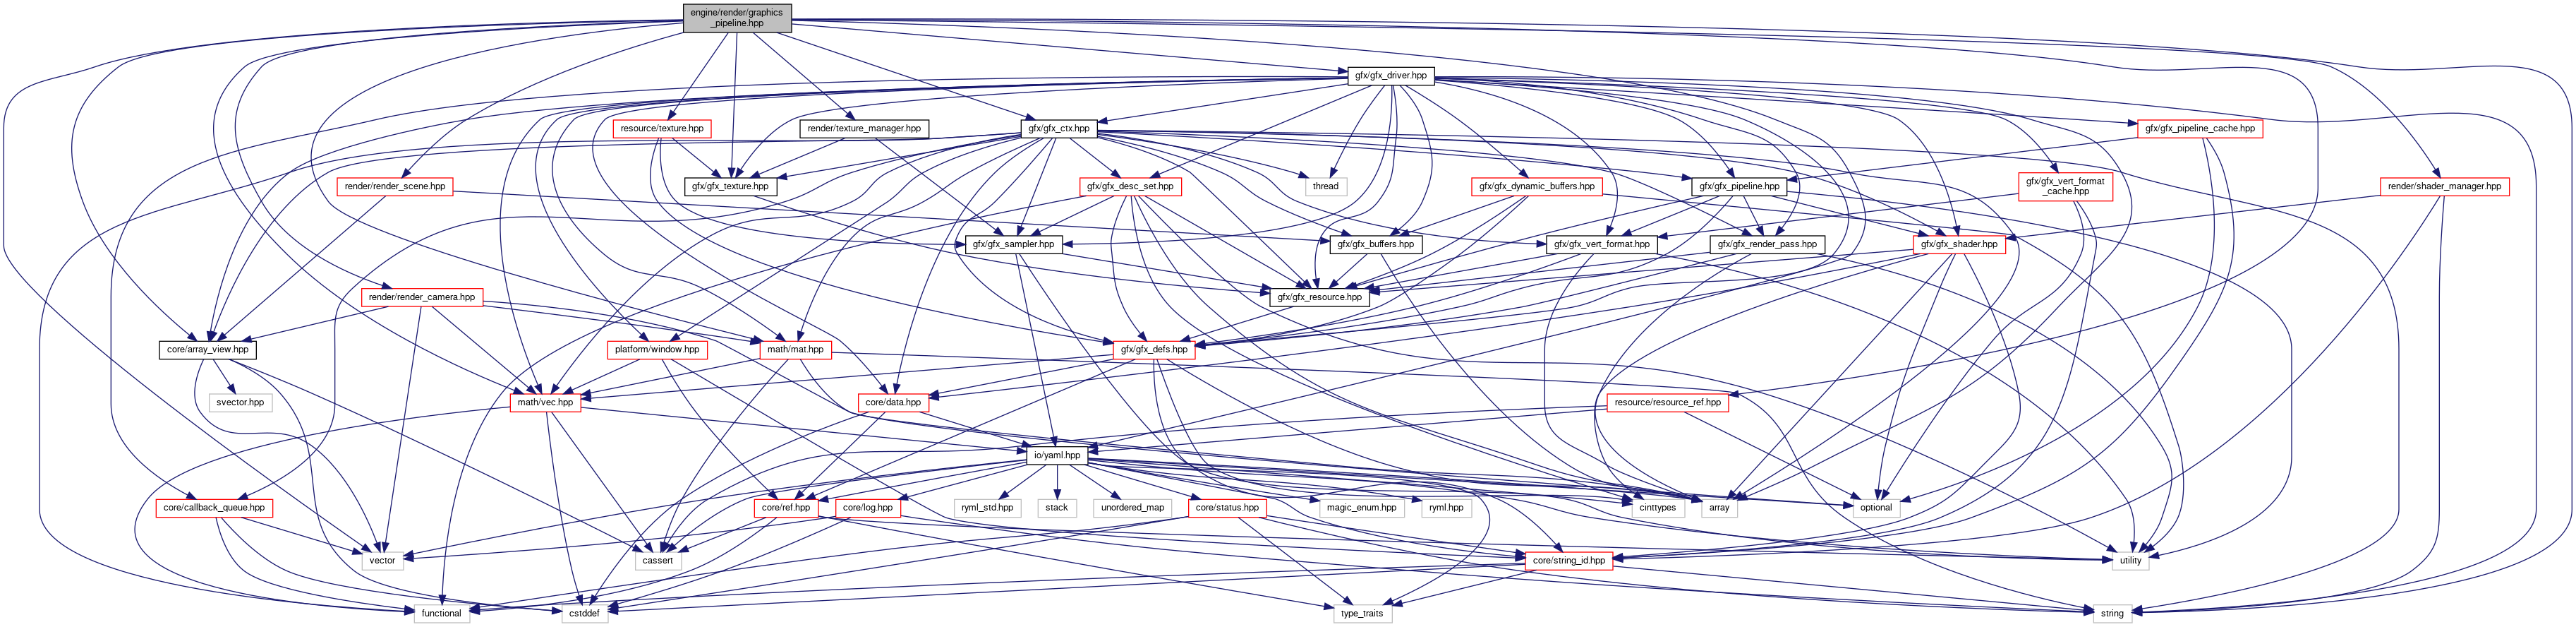 engine/render/graphics
_pipeline.hpp
gfx/gfx_driver.hpp
resource/texture.hpp
render/texture_manager.hpp
gfx/gfx_ctx.hpp
gfx/gfx_pipeline_cache.hpp
render/render_scene.hpp
gfx/gfx_texture.hpp
thread
gfx/gfx_desc_set.hpp
gfx/gfx_dynamic_buffers.hpp
gfx/gfx_pipeline.hpp
gfx/gfx_vert_format
_cache.hpp
render/shader_manager.hpp
gfx/gfx_sampler.hpp
gfx/gfx_buffers.hpp
gfx/gfx_vert_format.hpp
gfx/gfx_render_pass.hpp
gfx/gfx_shader.hpp
render/render_camera.hpp
gfx/gfx_resource.hpp
core/array_view.hpp
platform/window.hpp
math/mat.hpp
gfx/gfx_defs.hpp
svector.hpp
math/vec.hpp
core/data.hpp
resource/resource_ref.hpp
io/yaml.hpp
core/callback_queue.hpp
core/ref.hpp
core/log.hpp
ryml_std.hpp
stack
unordered_map
core/status.hpp
magic_enum.hpp
ryml.hpp
cinttypes
array
optional
vector
cassert
core/string_id.hpp
utility
functional
cstddef
type_traits
string